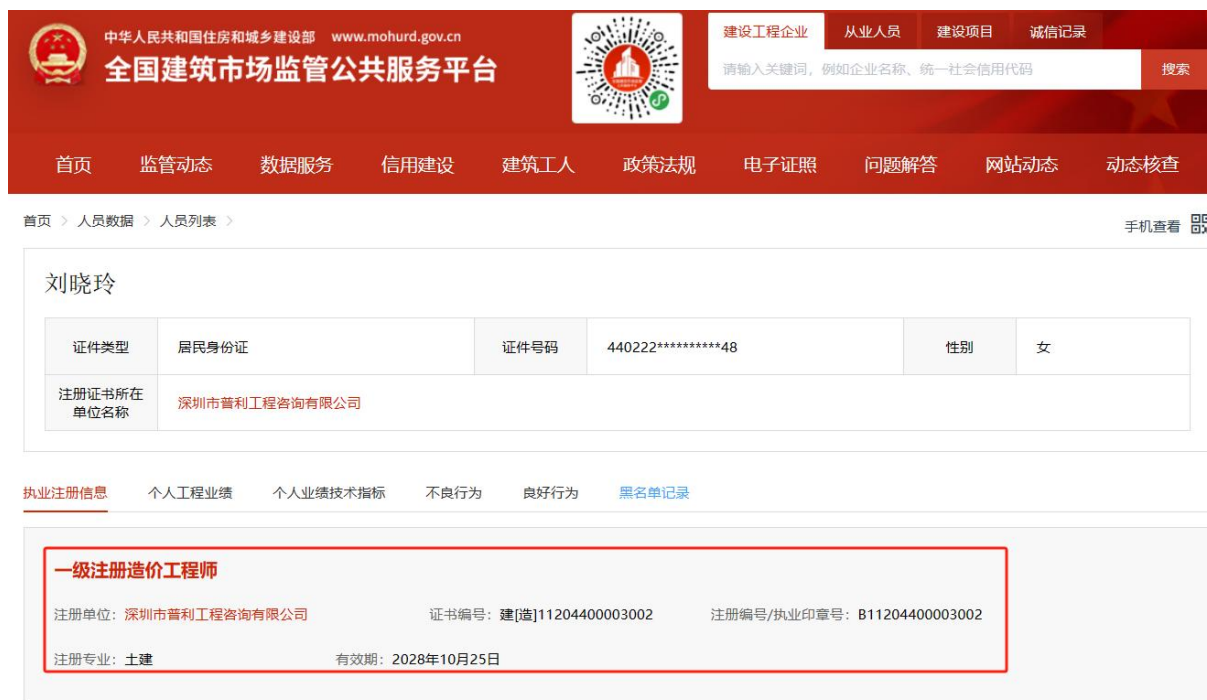 中华人民共和国住房和城乡建设部 www.mohurd.gov.cn
全国建筑市场监管公共服务平台
建设工程企业 从业人员 建设项目 诚信记录
请输入关键词，例如企业名称、统一社会信用代码 搜索
首页 监管动态 数据服务 信用建设 建筑工人 政策法规 电子证照 问题解答 网站动态 动态核查
首页 > 人员数据 > 人员列表 >
手机查看
刘晓玲
证件类型 居民身份证 证件号码 440222**********48 性别 女
注册证书所在
单位名称 深圳市普利工程咨询有限公司
执业注册信息 个人工程业绩 个人业绩技术指标 不良行为 良好行为 黑名单记录
一级注册造价工程师
注册单位：深圳市普利工程咨询有限公司 证书编号：建[造]11204400003002 注册编号/执业印章号：B11204400003002
注册专业：土建 有效期：2028年10月25日